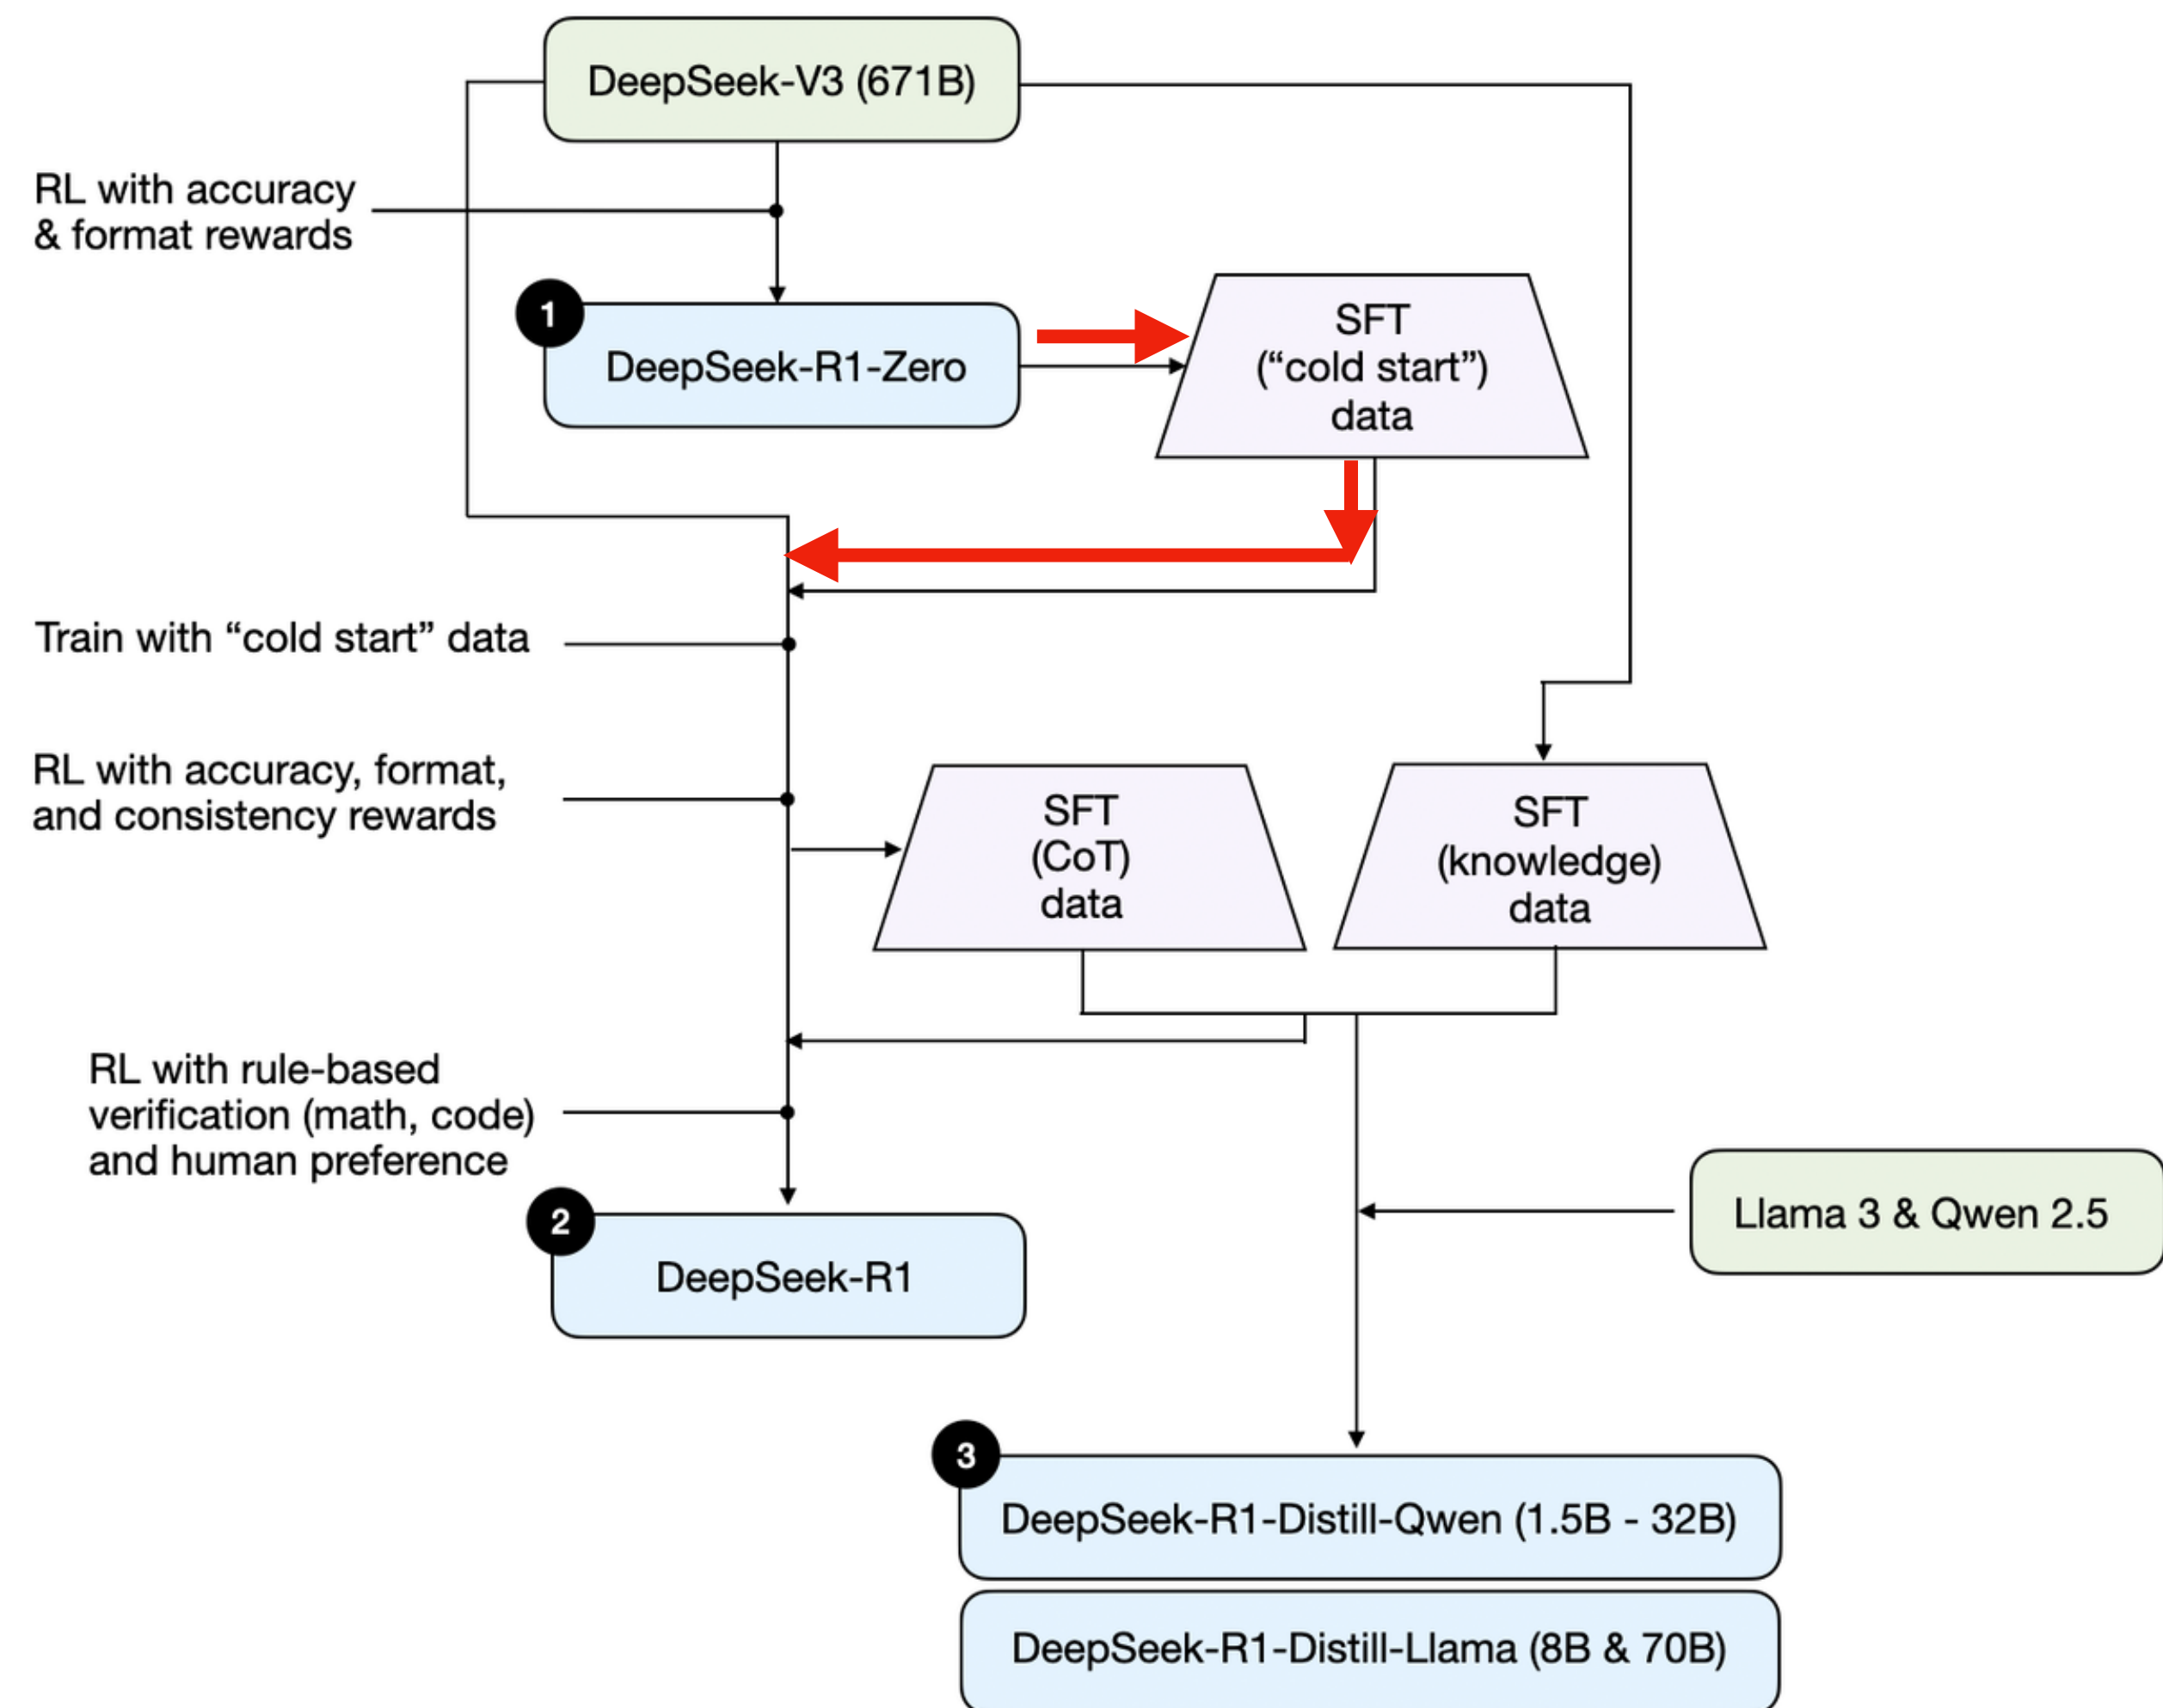 DeepSeek-V3 (671B)
RL with accuracy
& format rewards
1
DeepSeek-R1-Zero
SFT
(“cold start”)
data
Train with “cold start” data
RL with accuracy, format,
and consistency rewards
SFT
(CoT)
data
SFT
(knowledge)
data
RL with rule-based
verification (math, code)
and human preference
Llama 3 & Qwen 2.5
2
DeepSeek-R1
3
DeepSeek-R1-Distill-Qwen (1.5B - 32B)
DeepSeek-R1-Distill-Llama (8B & 70B)